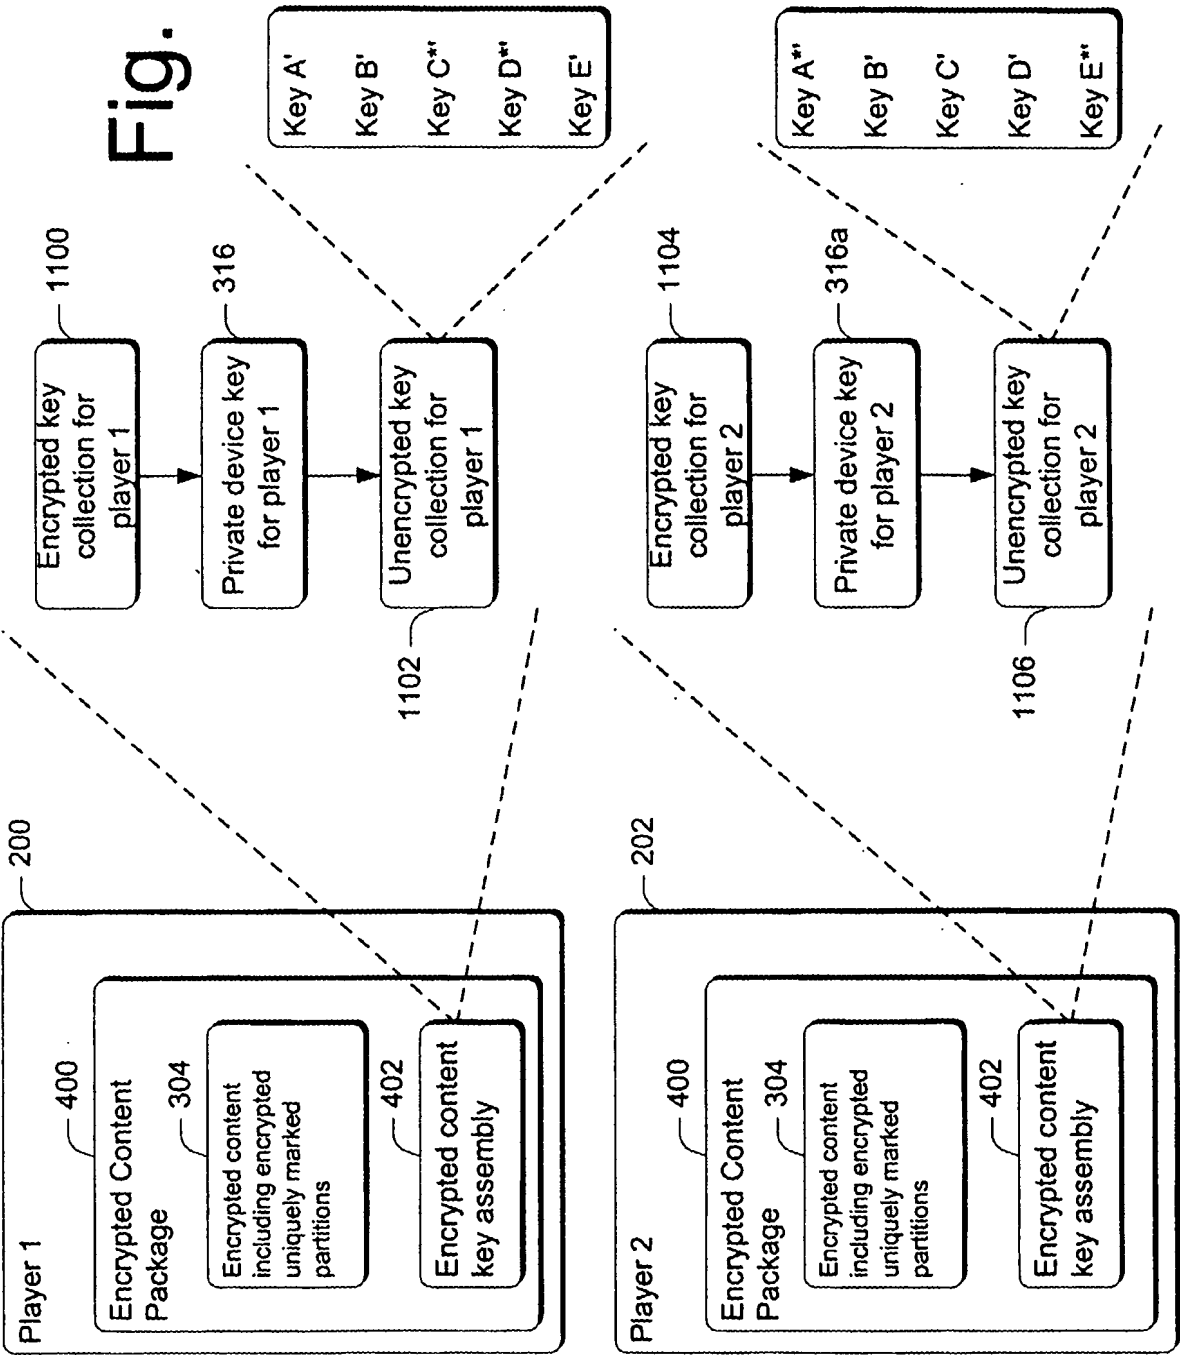 Fig.
Player 1
200
Encrypted Content
Package
400
Encrypted content
including encrypted
uniquely marked
partitions
304
Encrypted content
key assembly
402
Encrypted key
collection for
player 1
1100
Private device key
for player 1
316
Unencrypted key
collection for
player 1
1102
Key A'
Key B'
Key C*'
Key D*'
Key E'
Player 2
202
Encrypted Content
Package
400
Encrypted content
including encrypted
uniquely marked
partitions
304
Encrypted content
key assembly
402
Encrypted key
collection for
player 2
1104
Private device key
for player 2
316a
Unencrypted key
collection for
player 2
1106
Key A*'
Key B'
Key C'
Key D'
Key E*'